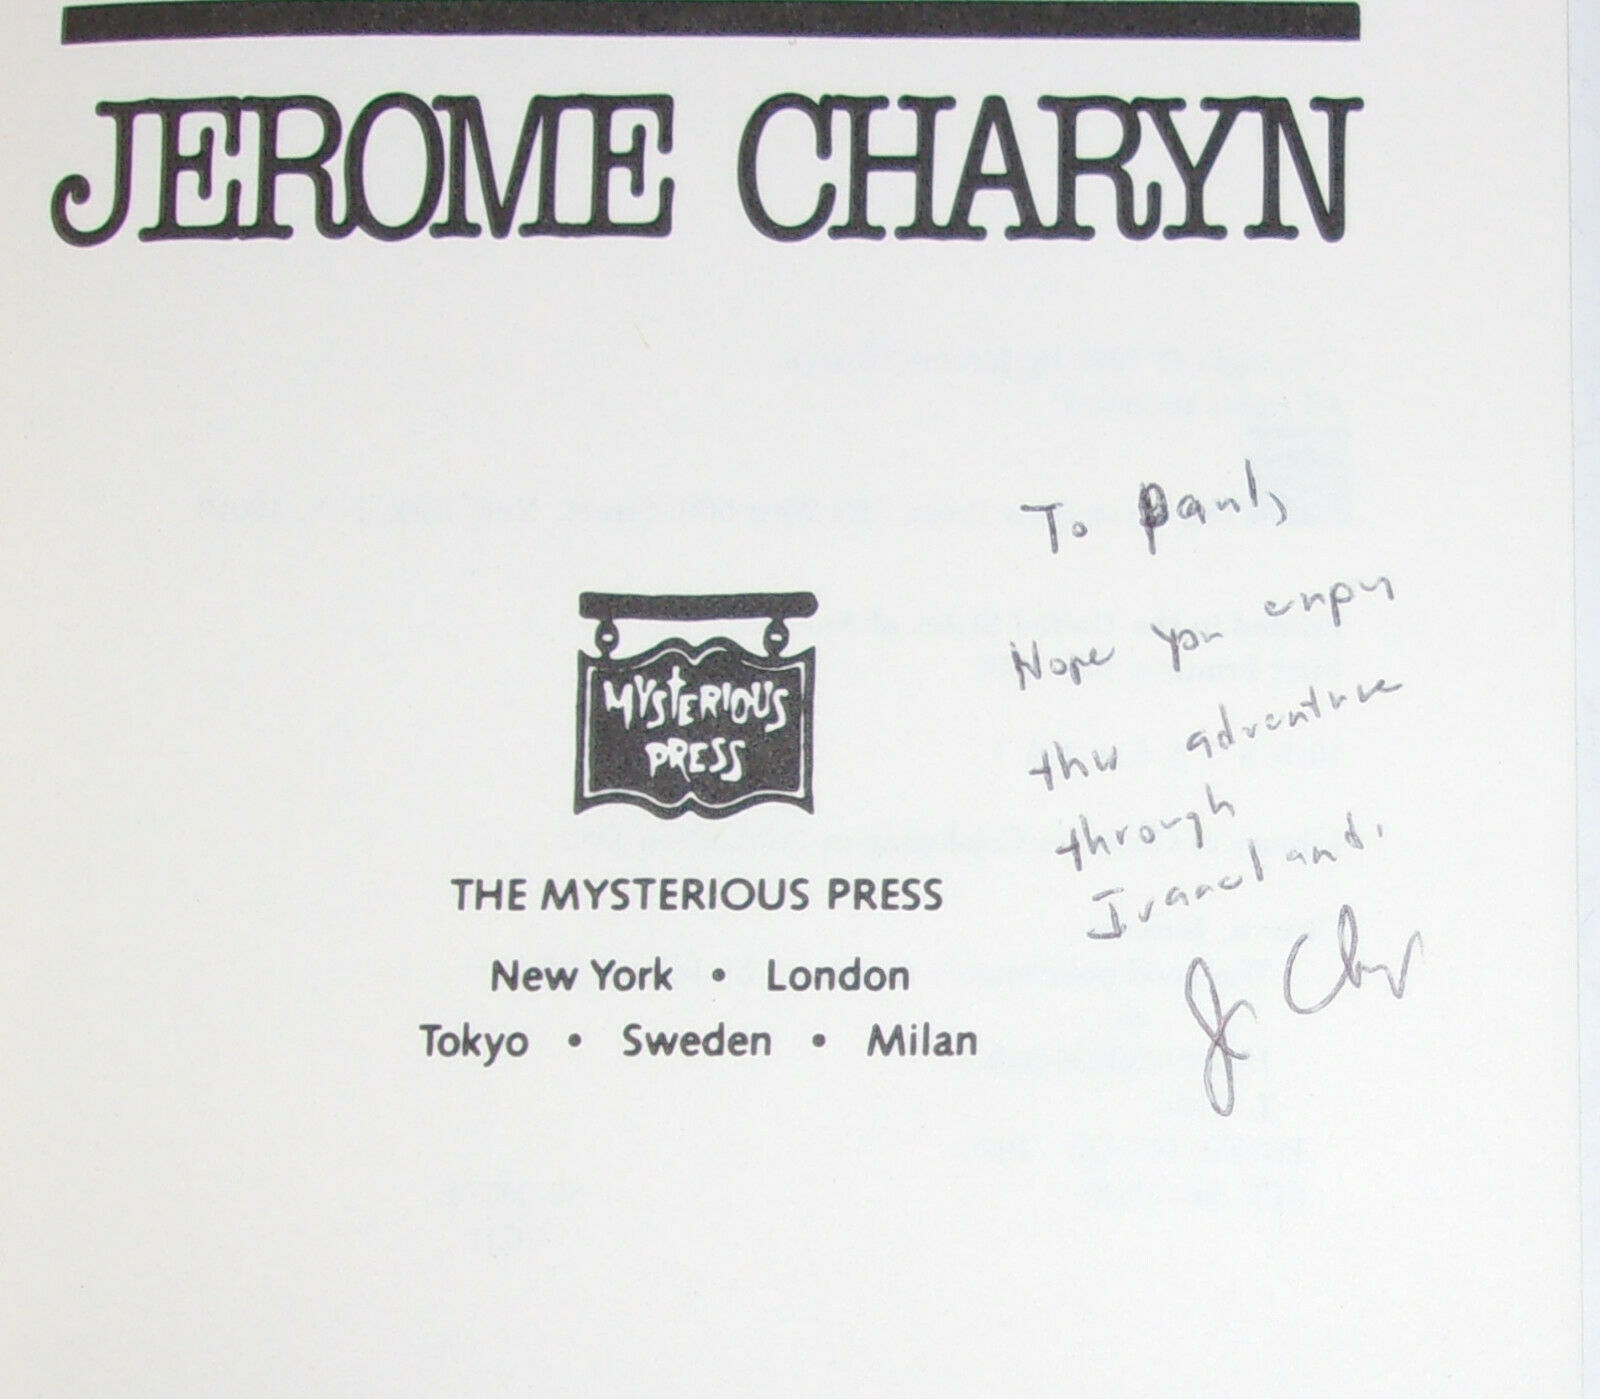 JEROME CHARYN
MYSTERIOUS
PRESS
THE MYSTERIOUS PRESS
New York • London
Tokyo • Sweden • Milan
To Paul,
Hope you enjoy
this adventure
through
Isaacland.